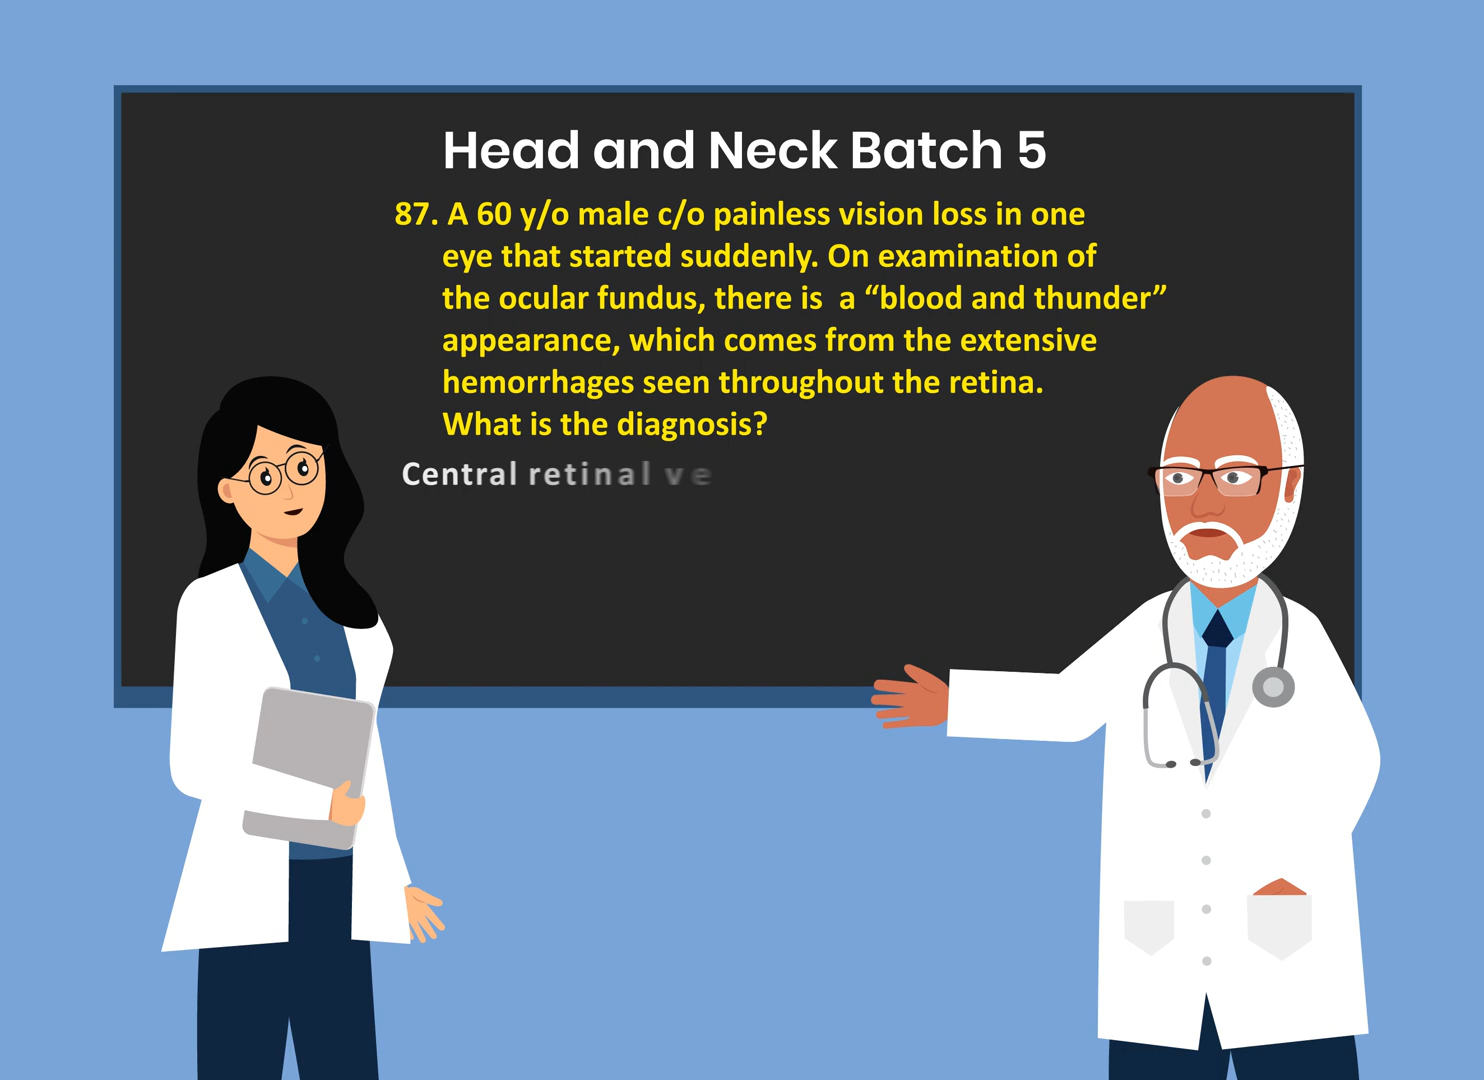 Head and Neck Batch 5
87. A 60 y/o male c/o painless vision loss in one
eye that started suddenly. On examination of
the ocular fundus, there is a “blood and thunder”
appearance, which comes from the extensive
hemorrhages seen throughout the retina.
What is the diagnosis?
Central retinal ve